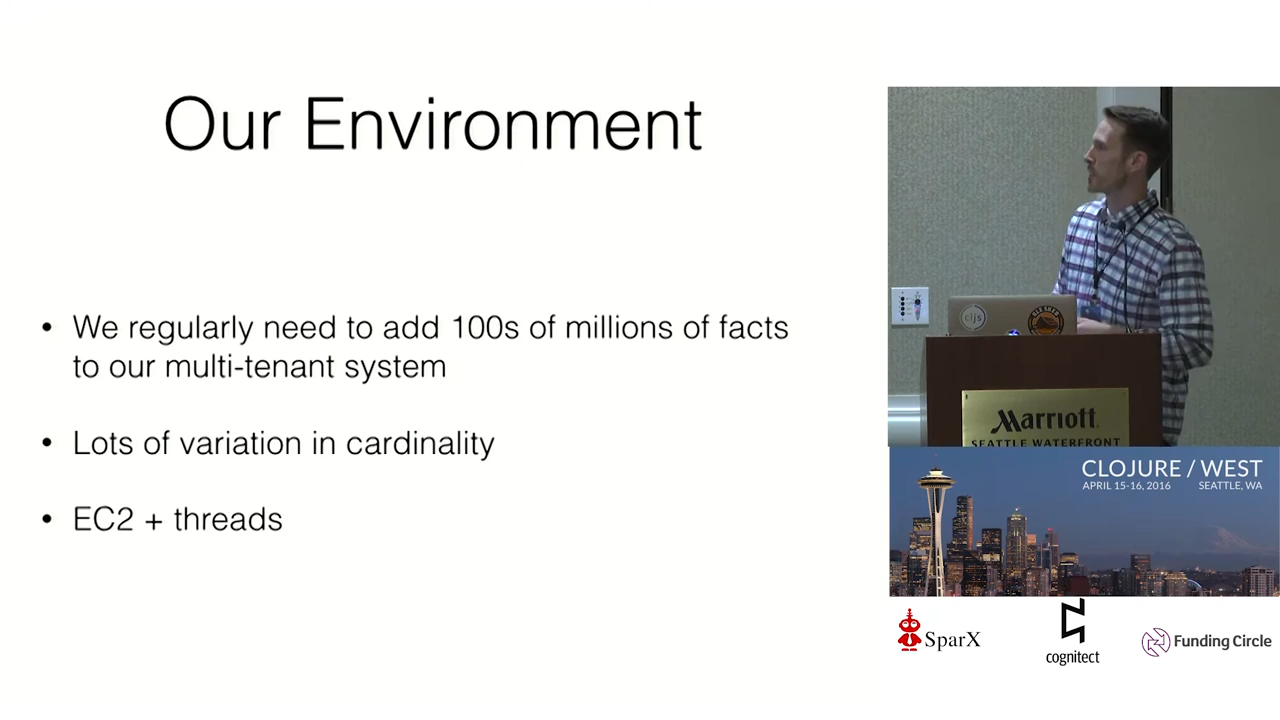 Our Environment
• We regularly need to add 100s of millions of facts
to our multi-tenant system
• Lots of variation in cardinality
• EC2 + threads
cljs
Marriott
SEATTLE WATERFRONT
CLOJURE / WEST
APRIL 15-16, 2016 SEATTLE, WA
SparX
cognitect
Funding Circle